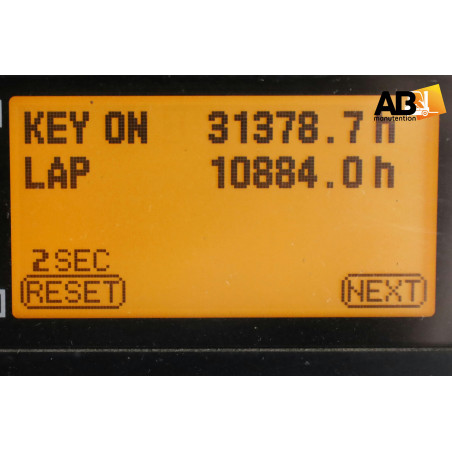 AB
manutention
KEY ON 31378.7 h
LAP 10884.0 h
2 SEC
RESET
NEXT